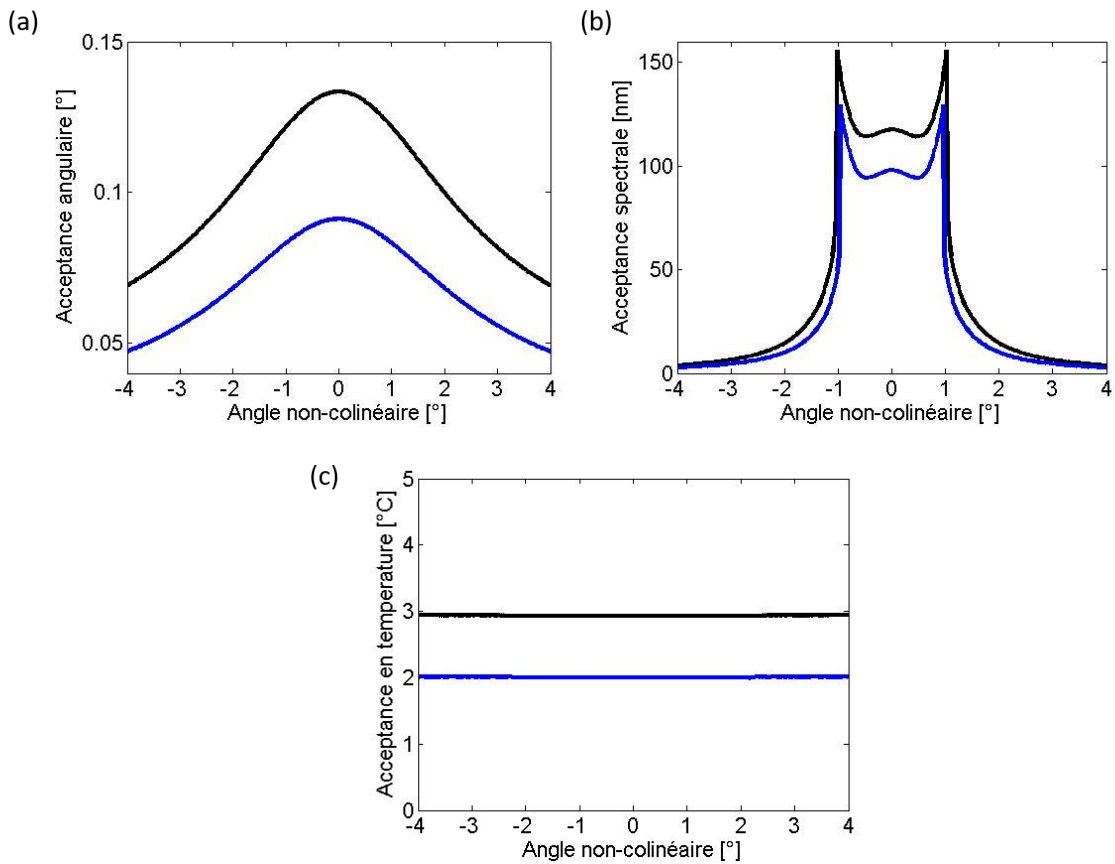 (a)
Acceptance angulaire [°]
0.15
0.1
0.05
-4 -3 -2 -1 0 1 2 3 4
Angle non-colinéaire [°]
(b)
Acceptance spectrale [nm]
150
100
50
0
-4 -3 -2 -1 0 1 2 3 4
Angle non-colinéaire [°]
(c)
Acceptance en temperature [°C]
5
4
3
2
1
0
-4 -3 -2 -1 0 1 2 3 4
Angle non-colinéaire [°]